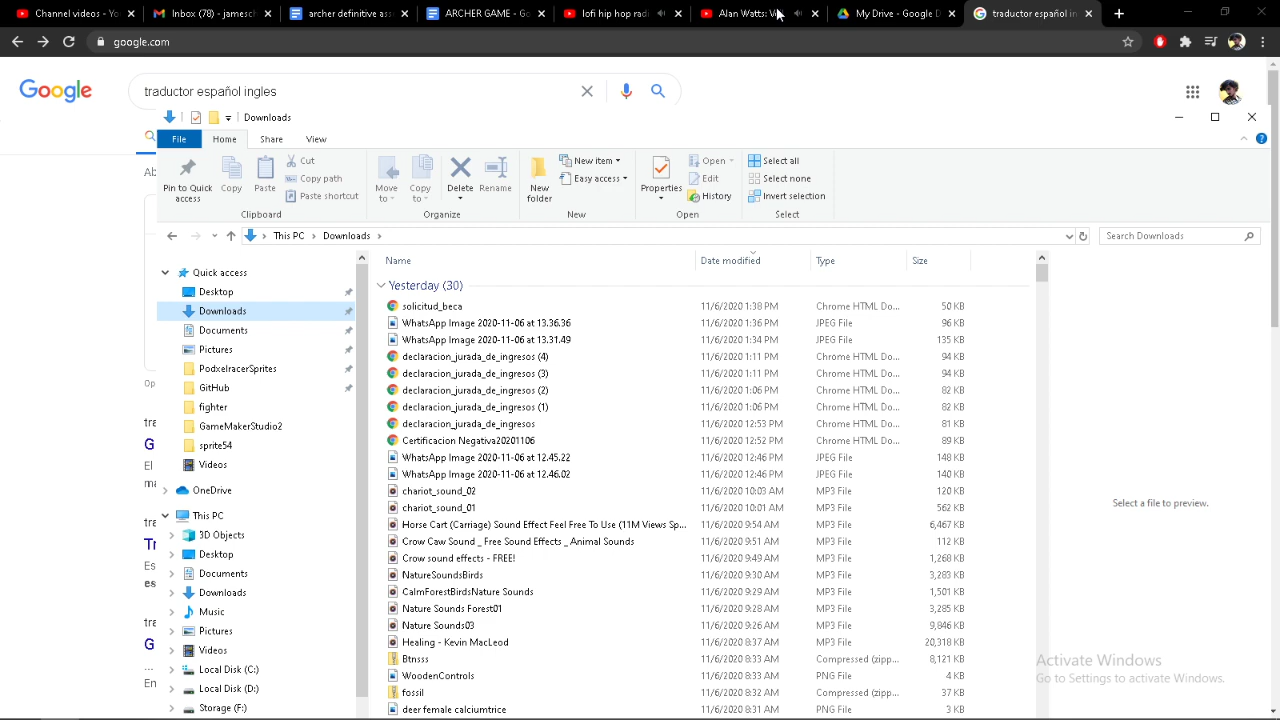 Channel videos - Y
Inbox (78) - jamesch
archer definitive ass
ARCHER GAME - Go
lofi hip hop radi
Alan Watts:
My Drive - Google D
traductor español in
google.com
Google
traductor español ingles
Downloads
File
Home
Share
View
Pin to Quick access
Copy
Paste
Cut
Copy path
Paste shortcut
Clipboard
Move to
Copy to
Delete
Rename
Organize
New folder
New item
Easy access
New
Properties
Open
Edit
History
Open
Select all
Select none
Invert selection
Select
This PC > Downloads >
Search Downloads
Name Date modified Type Size
Quick access
Desktop
Downloads
Documents
Pictures
PodxelracerSprites
GitHub
fighter
GameMakerStudio2
sprite54
Videos
OneDrive
This PC
3D Objects
Desktop
Documents
Downloads
Music
Pictures
Videos
Local Disk (C:)
Local Disk (D:)
Storage (F:)
Yesterday (30)
solicitud_beca 11/6/2020 1:38 PM Chrome HTML Do... 50 KB
WhatsApp Image 2020-11-06 at 13.36.36 11/6/2020 1:36 PM JPEG File 96 KB
WhatsApp Image 2020-11-06 at 13.31.49 11/6/2020 1:34 PM JPEG File 135 KB
declaracion_jurada_de_ingresos (4) 11/6/2020 1:11 PM Chrome HTML Do... 94 KB
declaracion_jurada_de_ingresos (3) 11/6/2020 1:11 PM Chrome HTML Do... 94 KB
declaracion_jurada_de_ingresos (2) 11/6/2020 1:06 PM Chrome HTML Do... 82 KB
declaracion_jurada_de_ingresos (1) 11/6/2020 1:06 PM Chrome HTML Do... 82 KB
declaracion_jurada_de_ingresos 11/6/2020 12:53 PM Chrome HTML Do... 81 KB
Certificacion Negativa20201106 11/6/2020 12:52 PM Chrome HTML Do... 89 KB
WhatsApp Image 2020-11-06 at 12.45.22 11/6/2020 12:46 PM JPEG File 148 KB
WhatsApp Image 2020-11-06 at 12.46.02 11/6/2020 12:46 PM JPEG File 140 KB
chariot_sound_02 11/6/2020 10:03 AM MP3 File 120 KB
chariot_sound_01 11/6/2020 10:01 AM MP3 File 562 KB
Horse Cart (Carriage) Sound Effect Feel Free To Use (11M Views Sp... 11/6/2020 9:54 AM MP3 File 6,467 KB
Crow Caw Sound _ Free Sound Effects _ Animal Sounds 11/6/2020 9:51 AM MP3 File 112 KB
Crow sound effects - FREE! 11/6/2020 9:49 AM MP3 File 1,268 KB
NatureSoundsBirds 11/6/2020 9:30 AM MP3 File 3,283 KB
CalmForestBirdsNature Sounds 11/6/2020 9:29 AM MP3 File 1,501 KB
Nature Sounds Forest01 11/6/2020 9:28 AM MP3 File 3,285 KB
Nature Sounds03 11/6/2020 9:26 AM MP3 File 9,846 KB
Healing - Kevin MacLeod 11/6/2020 8:37 AM MP3 File 20,318 KB
Btnsss 11/6/2020 8:33 AM Compressed (zipp... 8,121 KB
MedallonControls 11/6/2020 8:33 AM PNG File 4 KB
fossil 11/6/2020 8:32 AM Compressed (zipp... 37 KB
deer female calciumtrice 11/6/2020 8:31 AM PNG File 3 KB
Select a file to preview.
Activate Windows
Go to Settings to activate Windows.